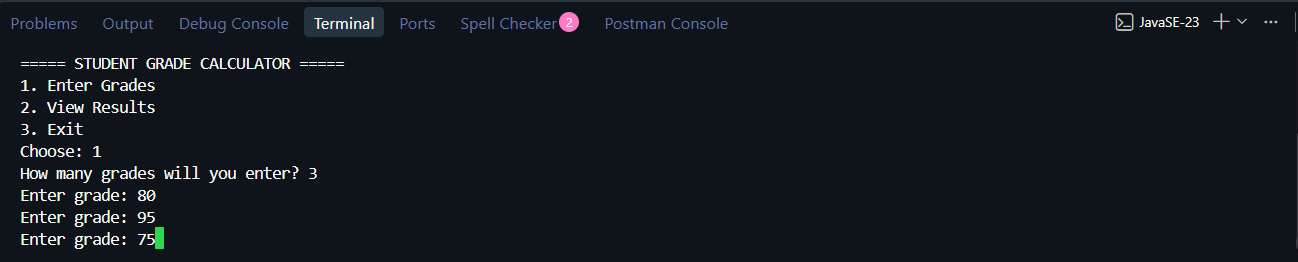 Problems Output Debug Console Terminal Ports Spell Checker 2 Postman Console JavaSE-23
===== STUDENT GRADE CALCULATOR =====
1. Enter Grades
2. View Results
3. Exit
Choose: 1
How many grades will you enter? 3
Enter grade: 80
Enter grade: 95
Enter grade: 75